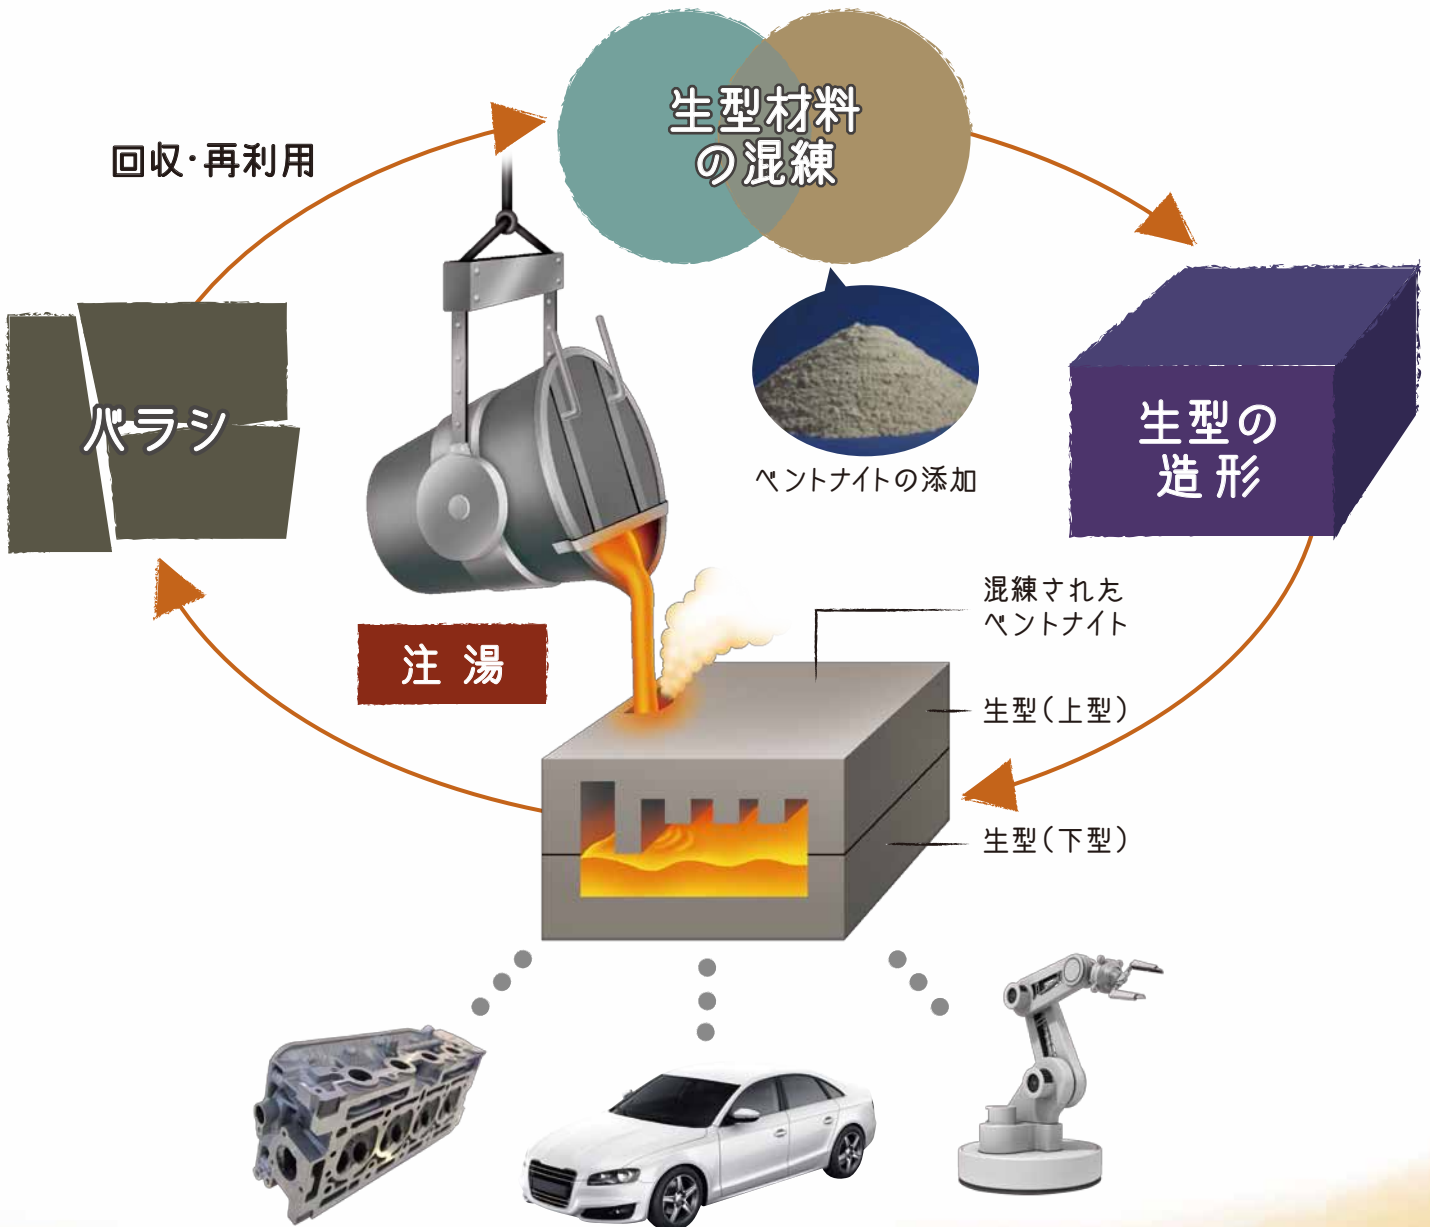 生型材料
の混練
回収・再利用
バラシ
ベントナイトの添加
生型の
造形
混練された
ベントナイト
注湯
生型(上型)
生型(下型)